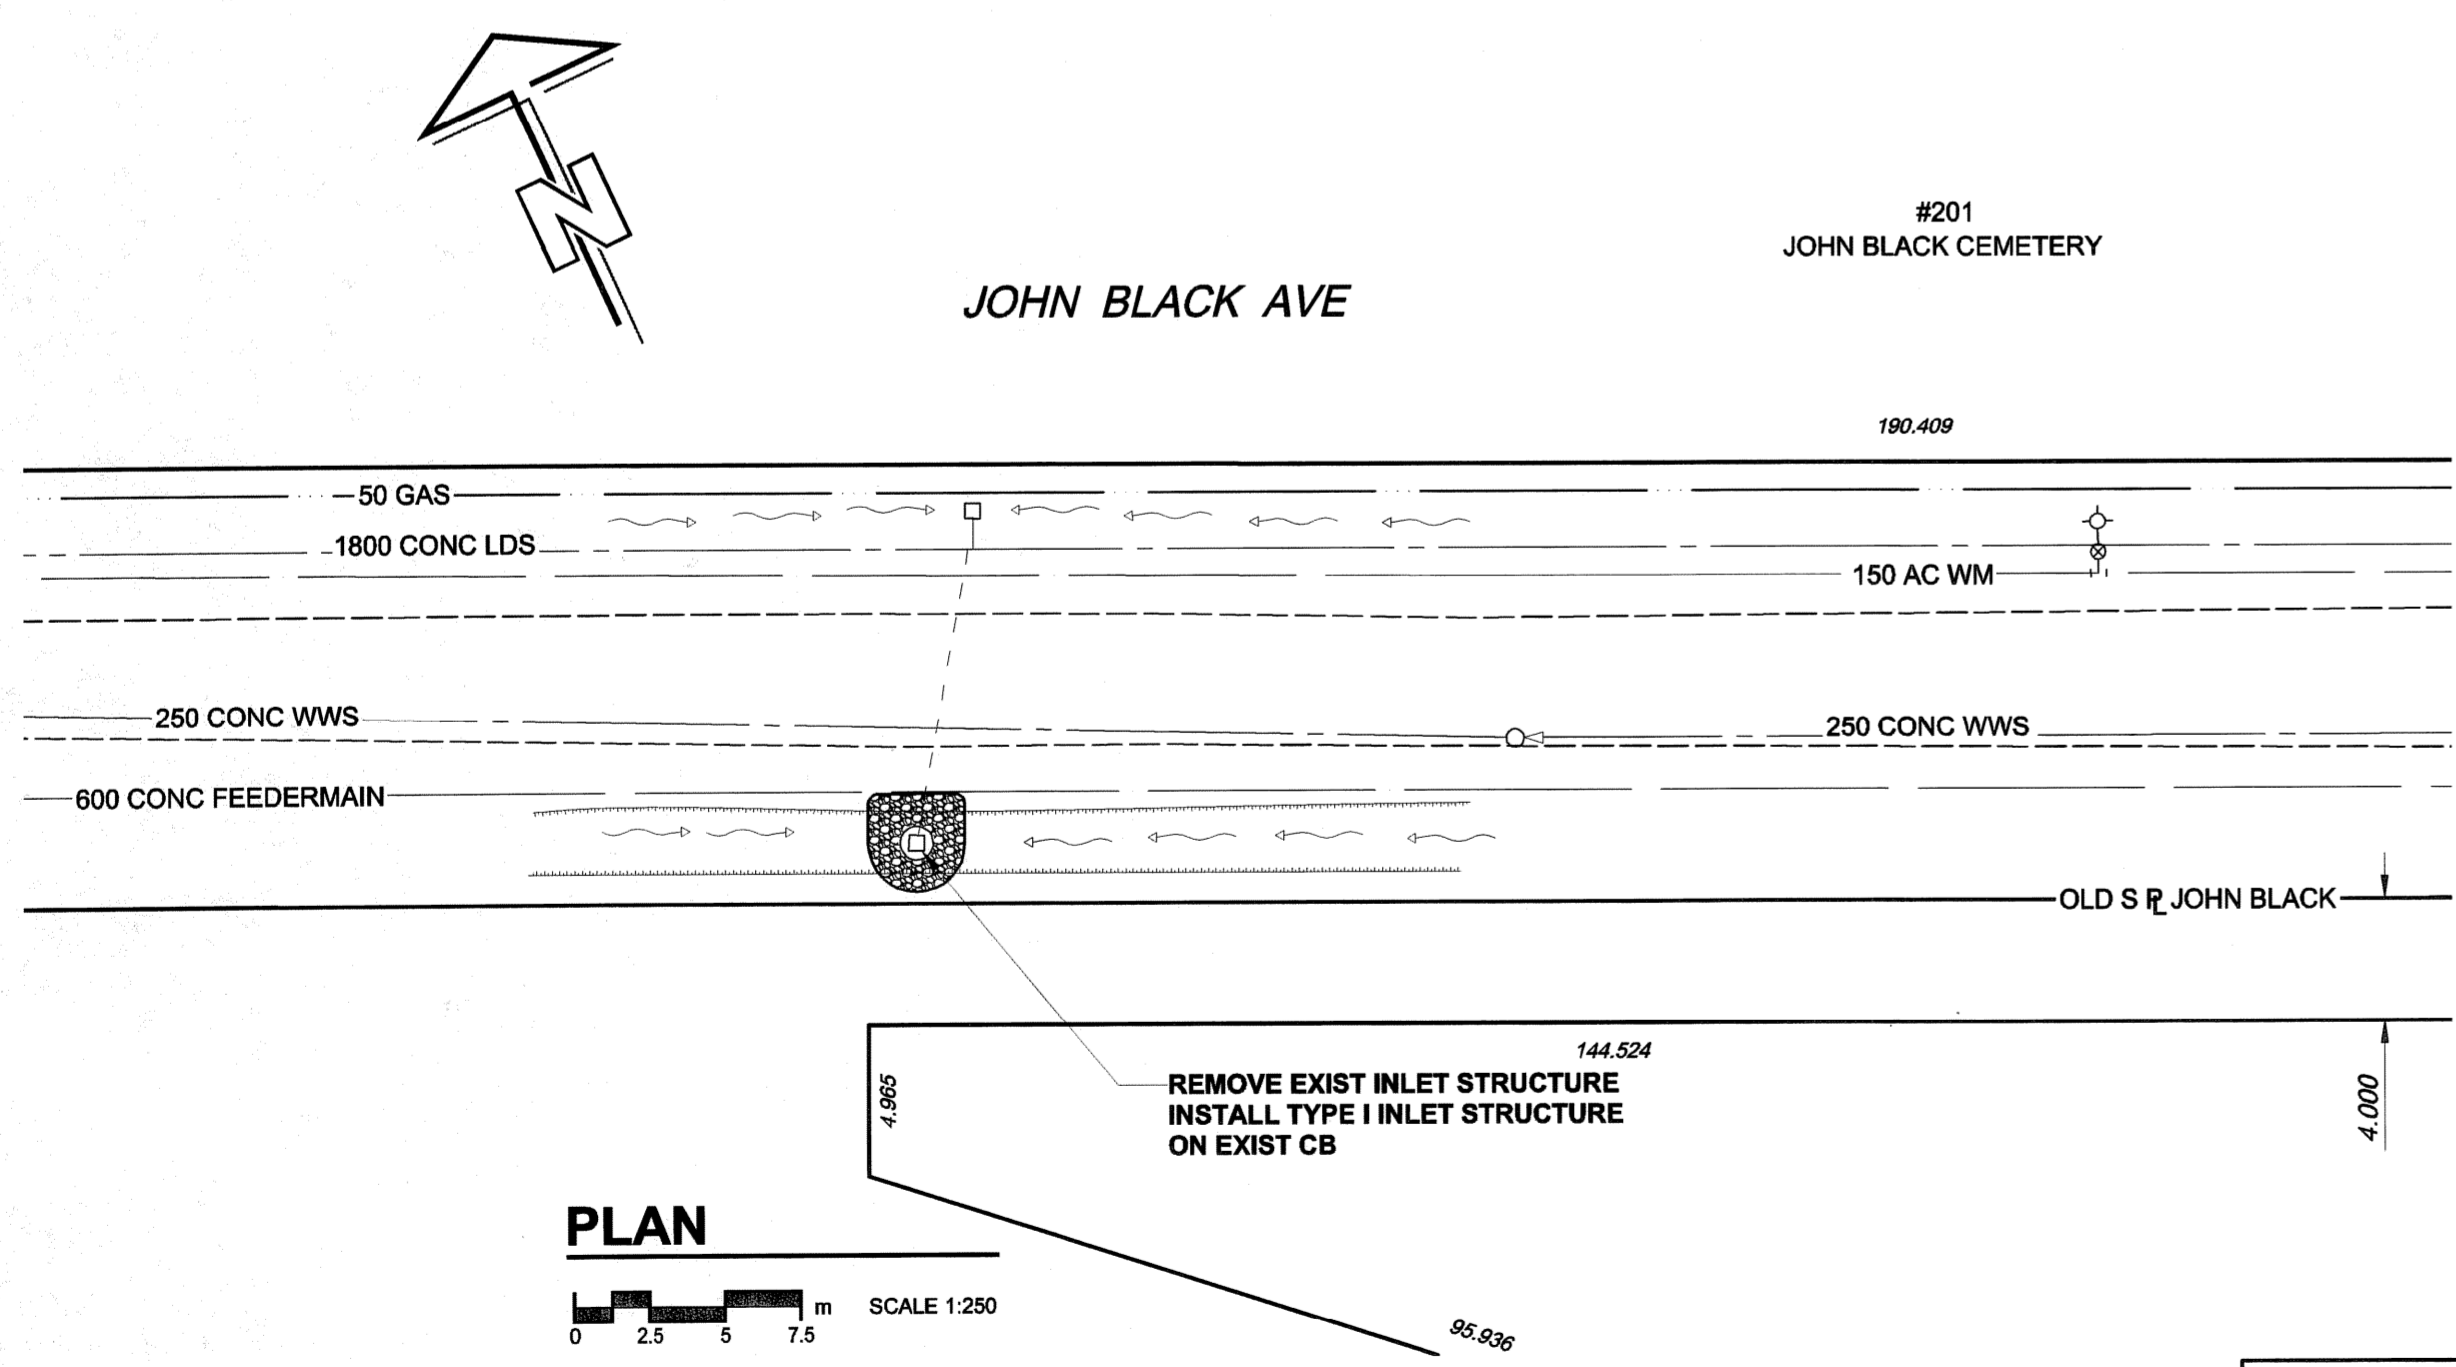 N
#201
JOHN BLACK CEMETERY
JOHN BLACK AVE
190.409
50 GAS
1800 CONC LDS
150 AC WM
250 CONC WWS
250 CONC WWS
600 CONC FEEDERMAIN
OLD S PL JOHN BLACK
144.524
4.965
REMOVE EXIST INLET STRUCTURE
INSTALL TYPE I INLET STRUCTURE
ON EXIST CB
4.000
PLAN
m SCALE 1:250
0 2.5 5 7.5
95.936